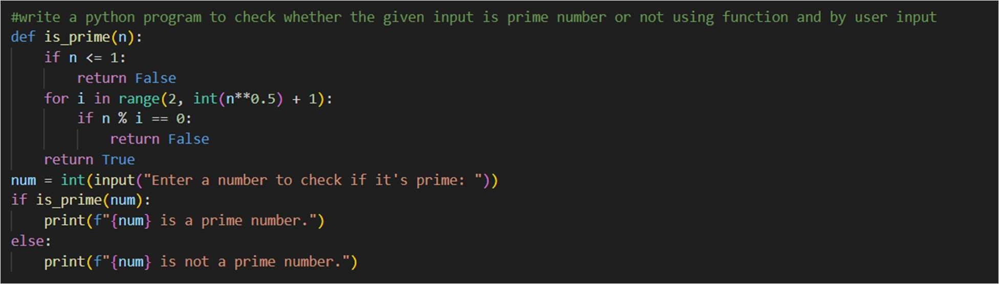 #write a python program to check whether the given input is prime number or not using function and by user input
def is_prime(n):
    if n <= 1:
        return False
    for i in range(2, int(n**0.5) + 1):
        if n % i == 0:
            return False
    return True
num = int(input("Enter a number to check if it's prime: "))
if is_prime(num):
    print(f"{num} is a prime number.")
else:
    print(f"{num} is not a prime number.")